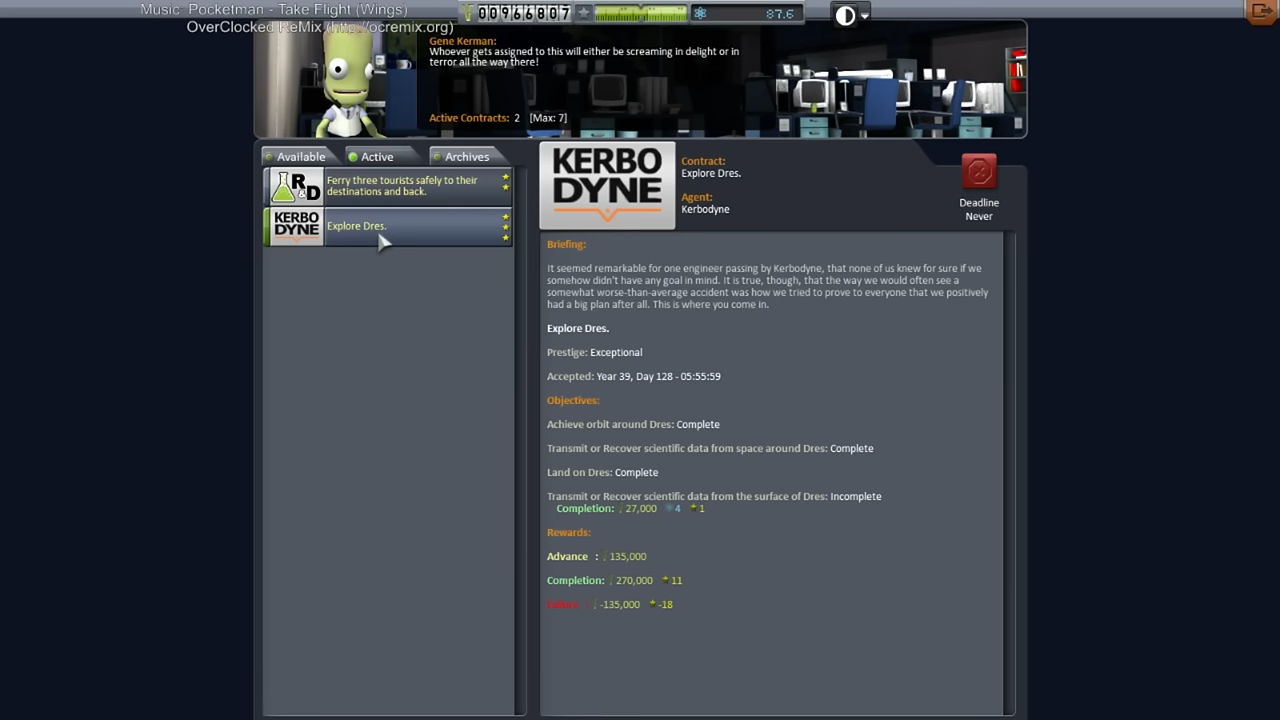 Music  Pocketman - Take Flight (Wings)
OverClocked ReMix (http://ocremix.org)
00966807
87.6
Gene Kerman:
Whoever gets assigned to this will either be screaming in delight or in
terror all the way there!
Active Contracts: 2 [Max: 7]
Available
Active
Archives
R&D
Ferry three tourists safely to their
destinations and back.
KERBO
DYNE
Explore Dres.
KERBO
DYNE
Contract:
Explore Dres.
Agent:
Kerbodyne
Deadline
Never
Briefing:
It seemed remarkable for one engineer passing by Kerbodyne, that none of us knew for sure if we
somehow didn't have any goal in mind. It is true, though, that the way we would often see a
somewhat worse-than-average accident was how we tried to prove to everyone that we positively
had a big plan after all. This is where you come in.
Explore Dres.
Prestige: Exceptional
Accepted: Year 39, Day 128 - 05:55:59
Objectives:
Achieve orbit around Dres: Complete
Transmit or Recover scientific data from space around Dres: Complete
Land on Dres: Complete
Transmit or Recover scientific data from the surface of Dres: Incomplete
Completion: 27,000 4 1
Rewards:
Advance : 135,000
Completion: 270,000 11
Failure : -135,000 -18